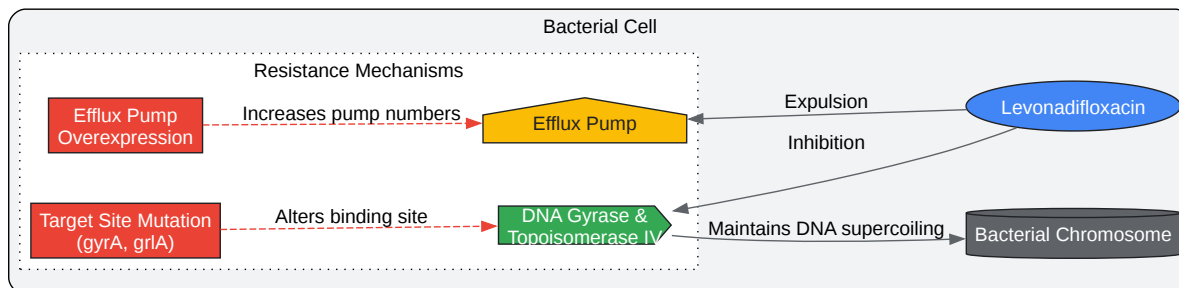 Bacterial Cell
Resistance Mechanisms
Efflux Pump
Overexpression
Increases pump numbers
Efflux Pump
Expulsion
Levonadifloxacin
Inhibition
Target Site Mutation
(gyrA, grlA)
Alters binding site
DNA Gyrase &
Topoisomerase IV
Maintains DNA supercoiling
Bacterial Chromosome